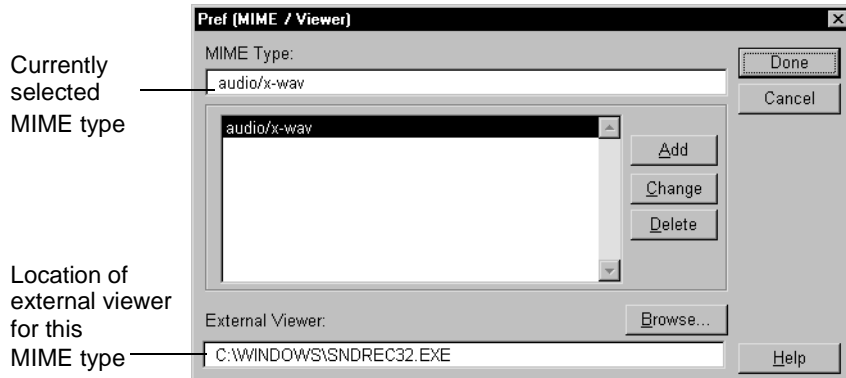 Pref (MIME / Viewer)
MIME Type:
Currently
selected
MIME type
audio/x-wav
Done
Cancel
audio/x-wav
Add
Change
Delete
Location of
external viewer
for this
MIME type
External Viewer:
Browse...
C:\WINDOWS\SNDREC32.EXE
Help